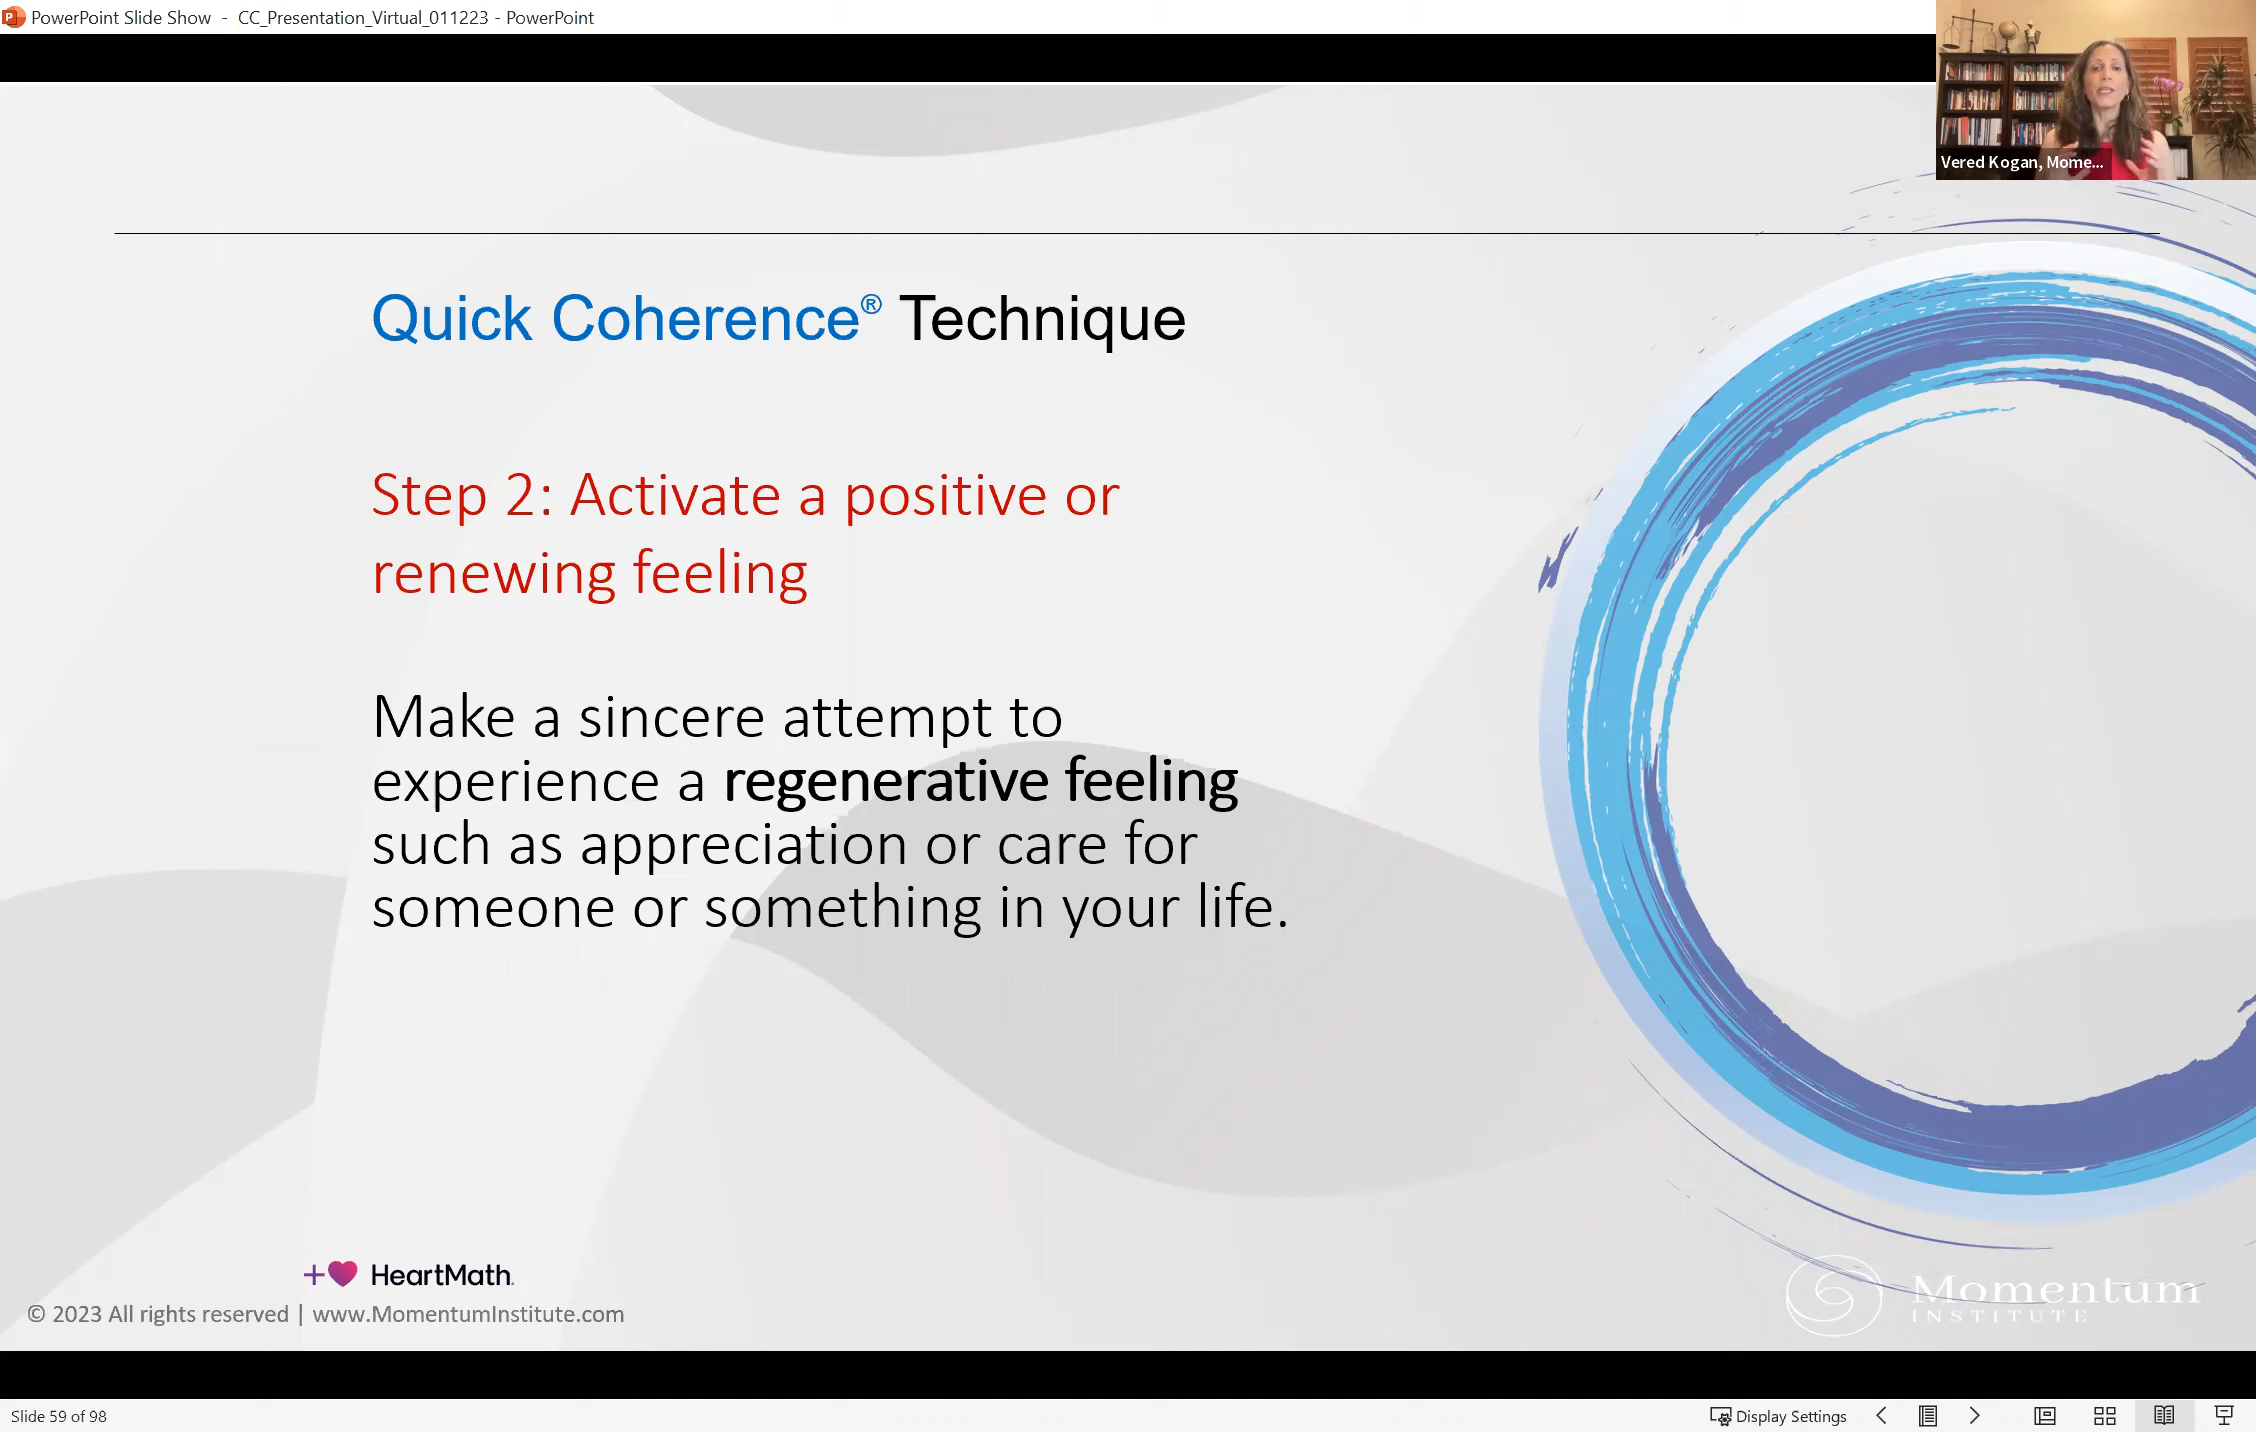 PowerPoint Slide Show - CC_Presentation_Virtual_011223 - PowerPoint
Vered Kogan, Mome...
Quick Coherence® Technique
Step 2: Activate a positive or
renewing feeling
Make a sincere attempt to
experience a regenerative feeling
such as appreciation or care for
someone or something in your life.
HeartMath.
© 2023 All rights reserved | www.MomentumInstitute.com
Momentum
INSTITUTE
Slide 59 of 98
Display Settings